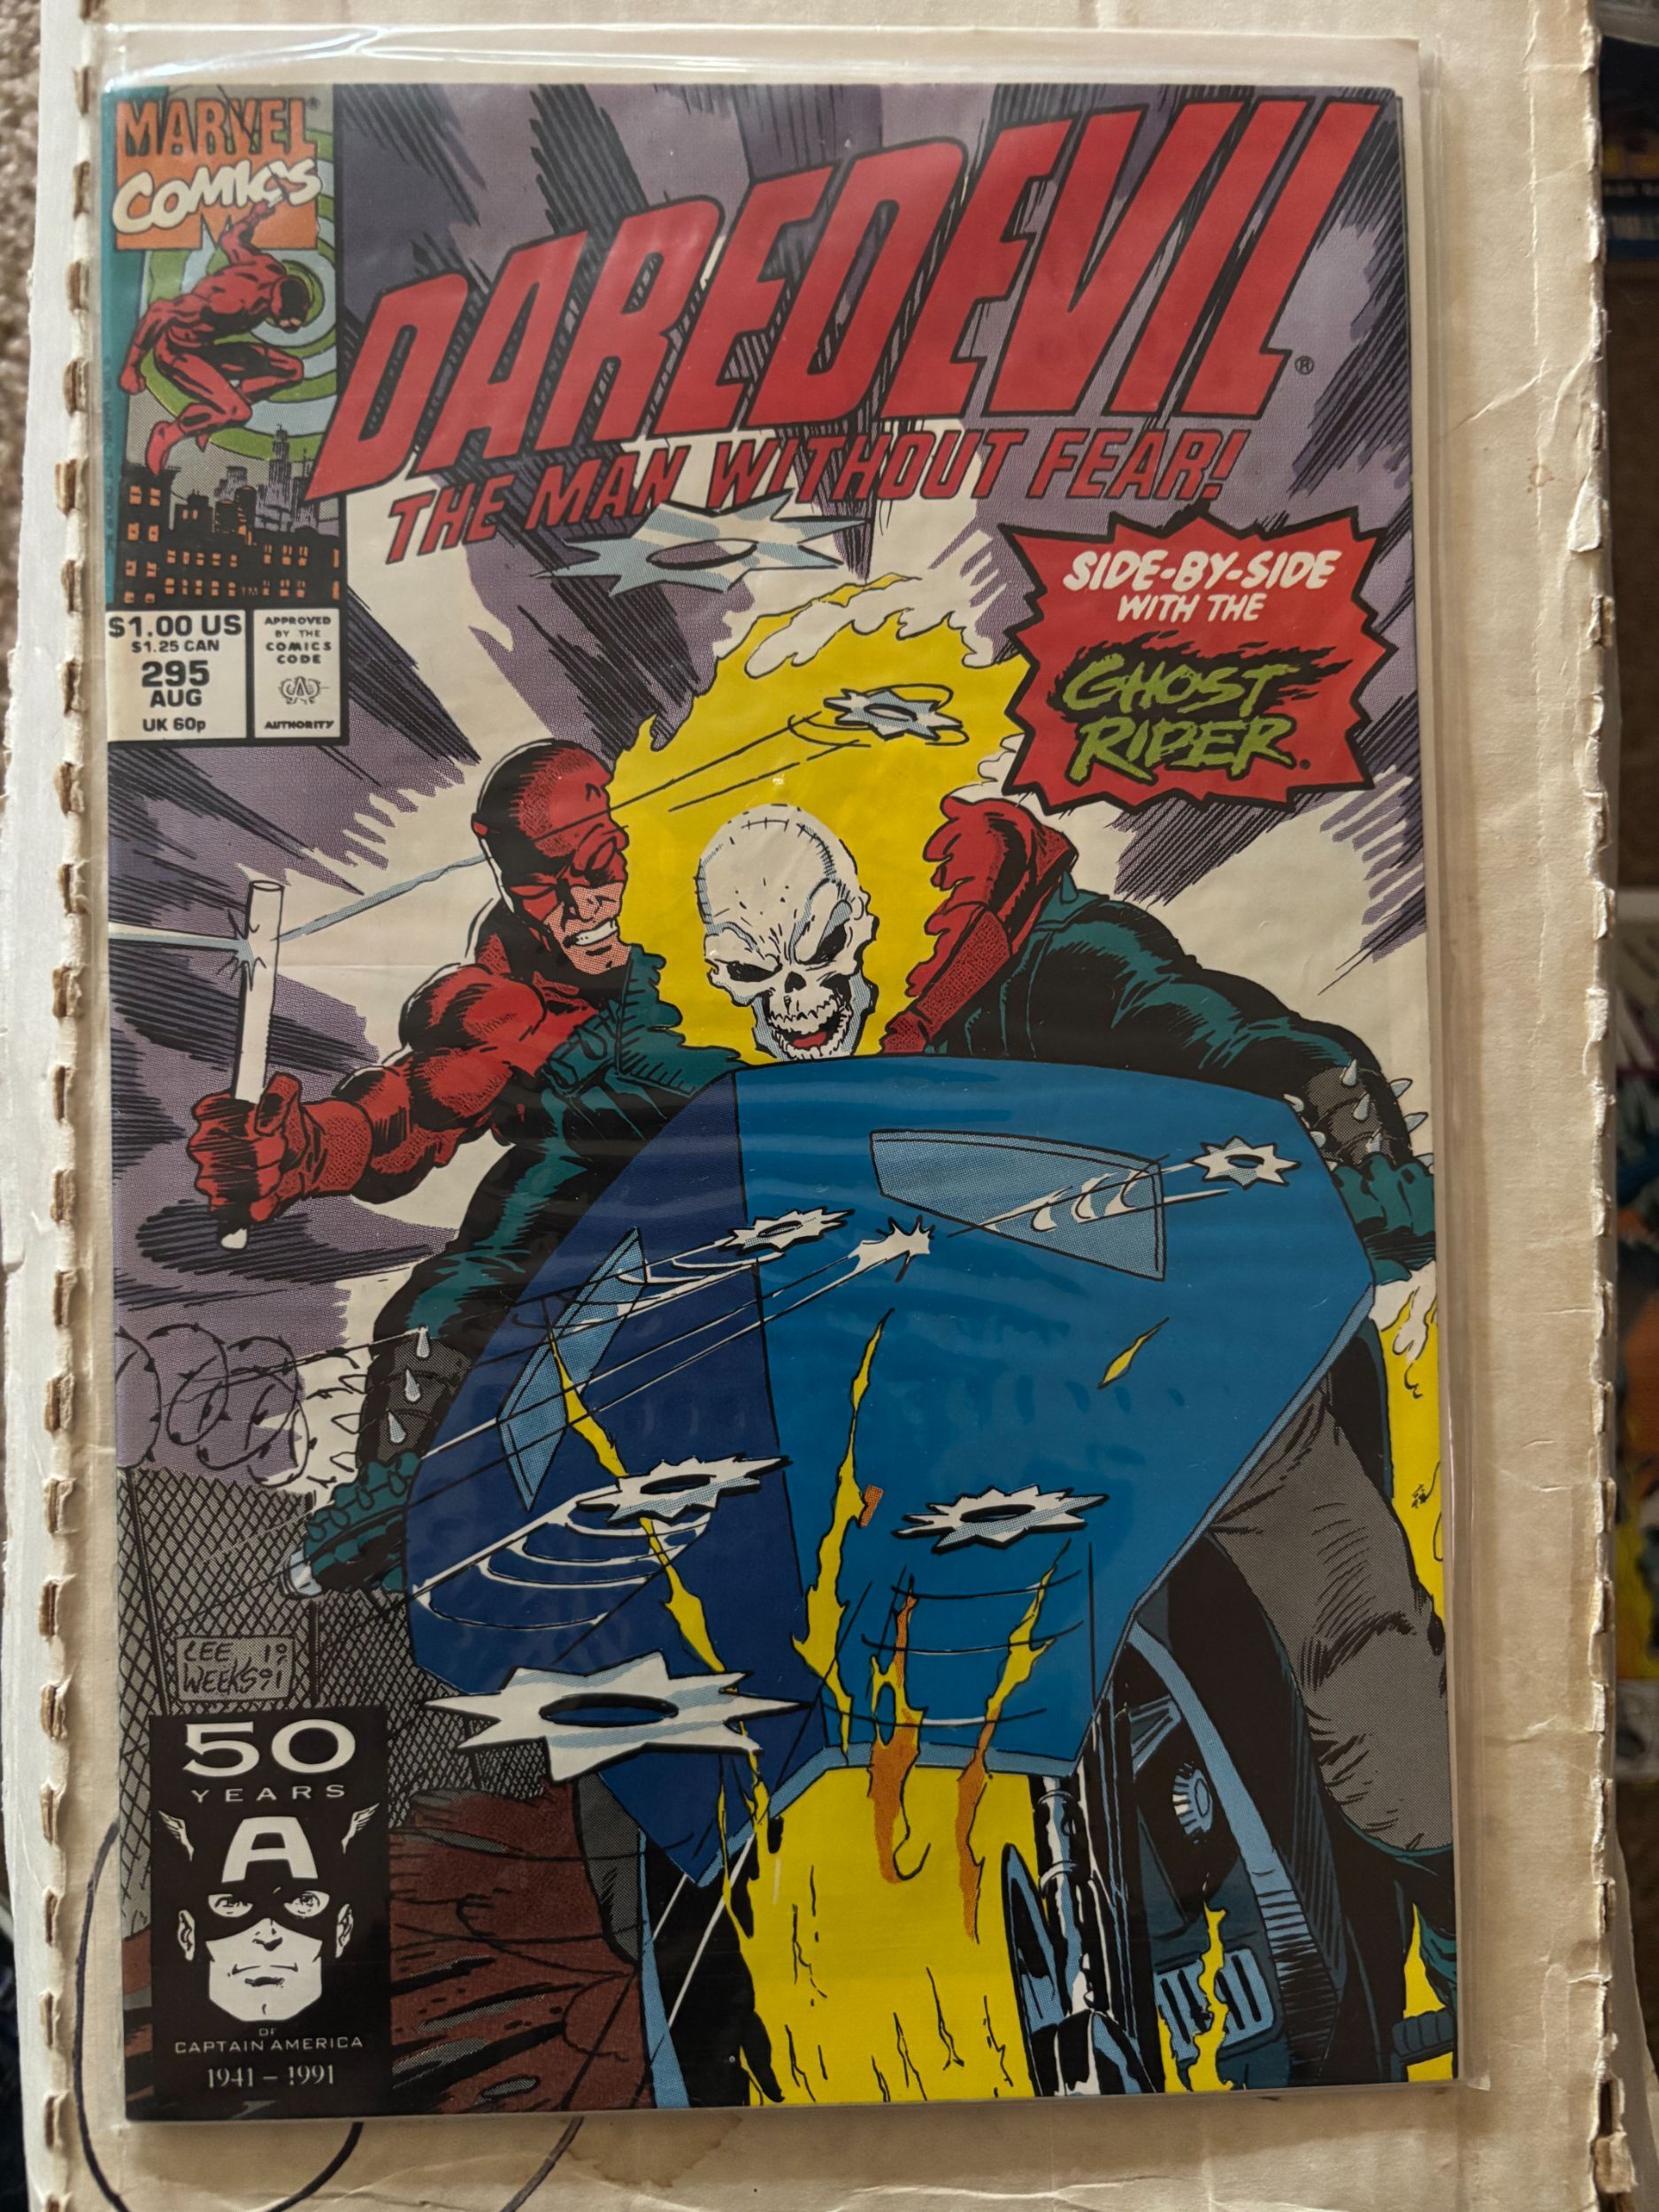 MARVEL®
COMICS
DAREDEVIL®
THE MAN WITHOUT FEAR!
TM
$1.00 US
$1.25 CAN
295
AUG
UK 60p
APPROVED
BY THE
COMICS
CODE
AUTHORITY
SIDE-BY-SIDE
WITH THE
GHOST
RIDER.
LEE 19
WEEKS 91
50
YEARS
A
OF
CAPTAIN AMERICA
1941 – 1991